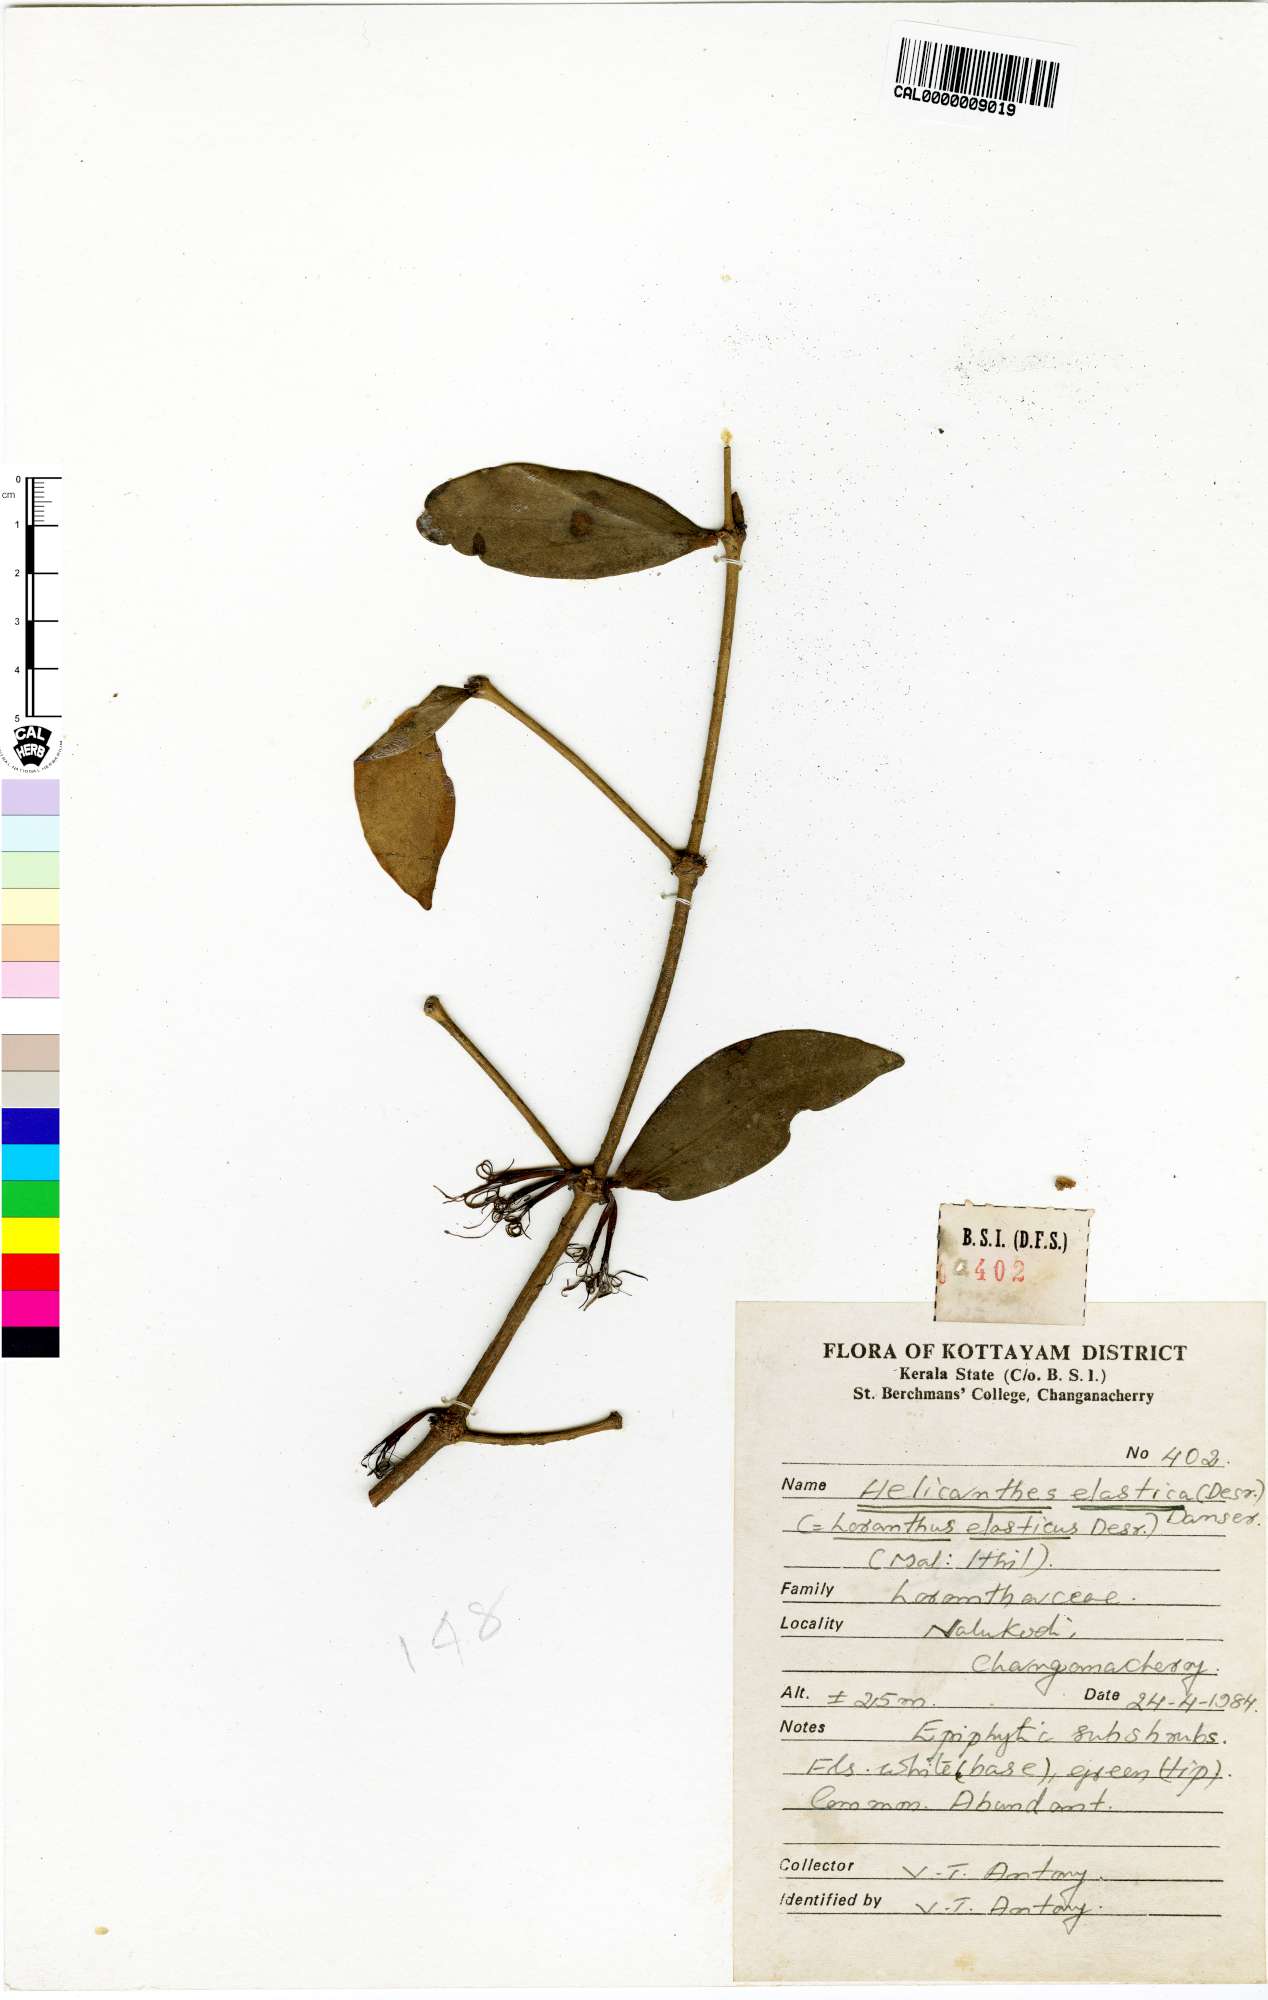 CAL0000009019
0
cm
1
2
3
4
5
CAL
HERB
B. S. I. (D.F.S.)
402
FLORA OF KOTTAYAM DISTRICT
Kerala State (C/o. B. S. I.)
St. Berchmans' College, Changanacherry
No 402.
Name Helicanthes elastica (Desr.)
(= Loranthus elasticus Desr.) Danser.
(Mal: Ithil).
Family Loranthaceae.
Locality Nalukodi,
Changanacherry.
Alt. ± 25m. Date 24-4-1984.
Notes Epiphytic subshrubs.
Fls. white (base), green (tip).
Common. Abundant.
Collector V.T. Antony.
Identified by V.T. Antony.
148